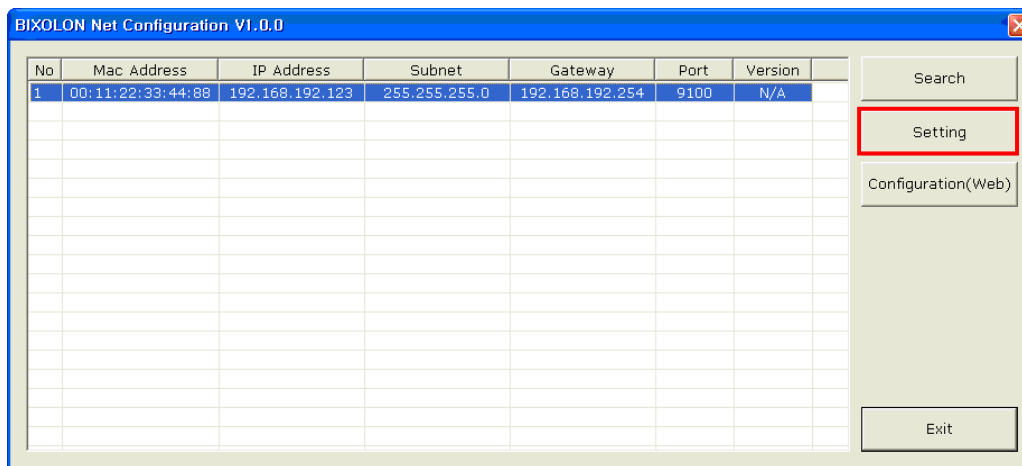 BIXOLON Net Configuration V1.0.0
No Mac Address IP Address Subnet Gateway Port Version
1 00:11:22:33:44:88 192.168.192.123 255.255.255.0 192.168.192.254 9100 N/A
Search
Setting
Configuration(Web)
Exit